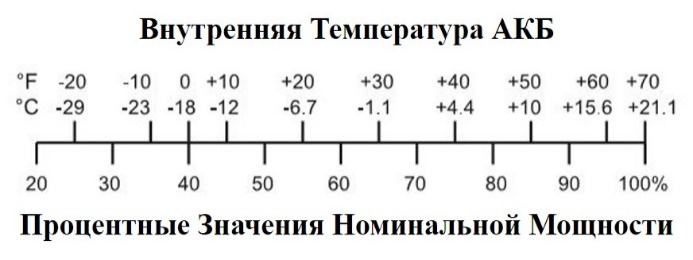 Внутренняя Температура АКБ
°F -20 -10 0 +10 +20 +30 +40 +50 +60 +70
°C -29 -23 -18 -12 -6.7 -1.1 +4.4 +10 +15.6 +21.1
20 30 40 50 60 70 80 90 100%
Процентные Значения Номинальной Мощности